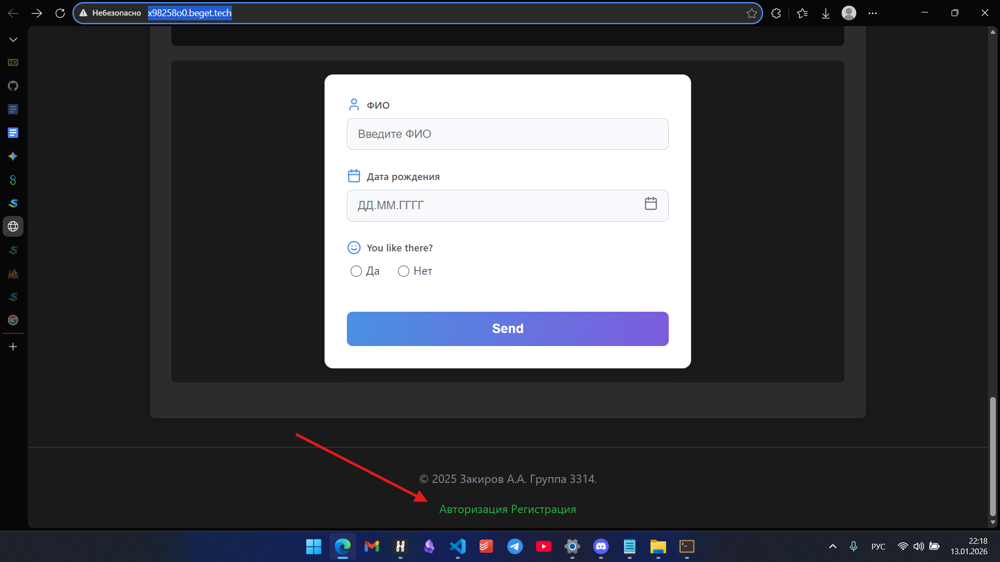 Небезопасно x98258o0.beget.tech
HD
ФИО
Введите ФИО
Дата рождения
ДД.ММ.ГГГГ
You like there?
Да Нет
Send
© 2025 Закиров А.А. Группа 3314.
Авторизация Регистрация
РУС
22:18
13.01.2026